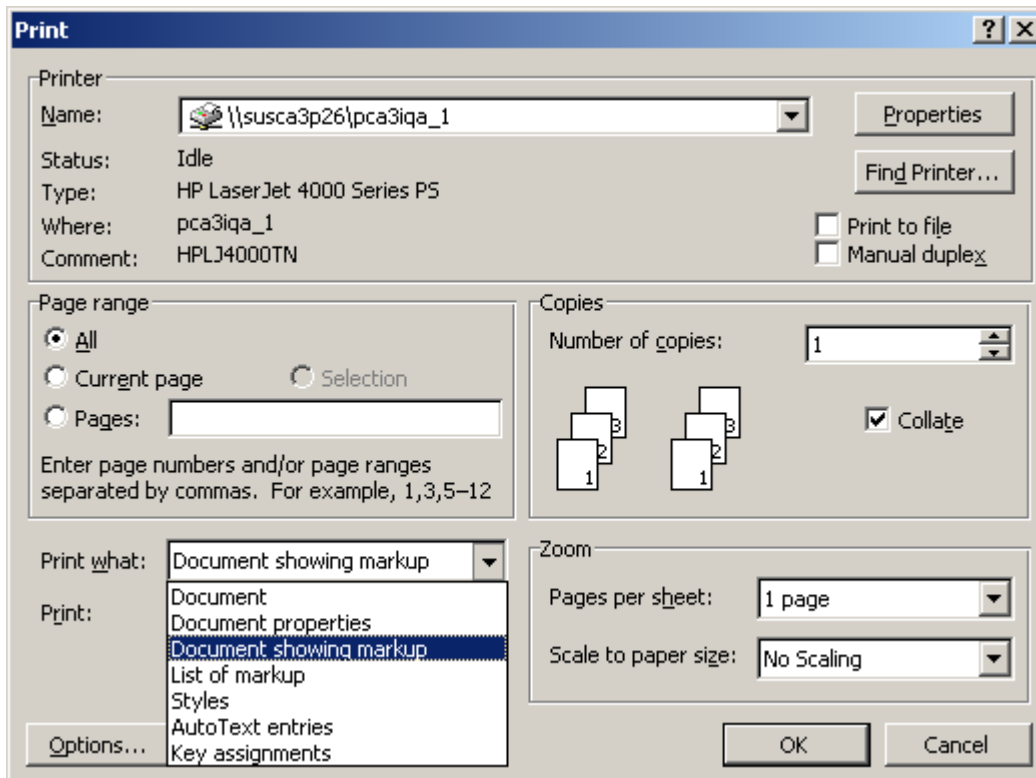 Print
Printer
Name: \\susca3p26\pca3iqa_1 Properties
Status: Idle
Find Printer...
Type: HP LaserJet 4000 Series PS
Where: pca3iqa_1
Print to file
Comment: HPLJ4000TN
Manual duplex
Page range
All
Current page Selection
Pages:
Enter page numbers and/or page ranges
separated by commas. For example, 1,3,5–12
Copies
Number of copies: 1
3 3
2 2
1 1
Collate
Print what: Document showing markup
Print:
Document
Document properties
Document showing markup
List of markup
Styles
AutoText entries
Key assignments
Zoom
Pages per sheet: 1 page
Scale to paper size: No Scaling
Options... OK Cancel